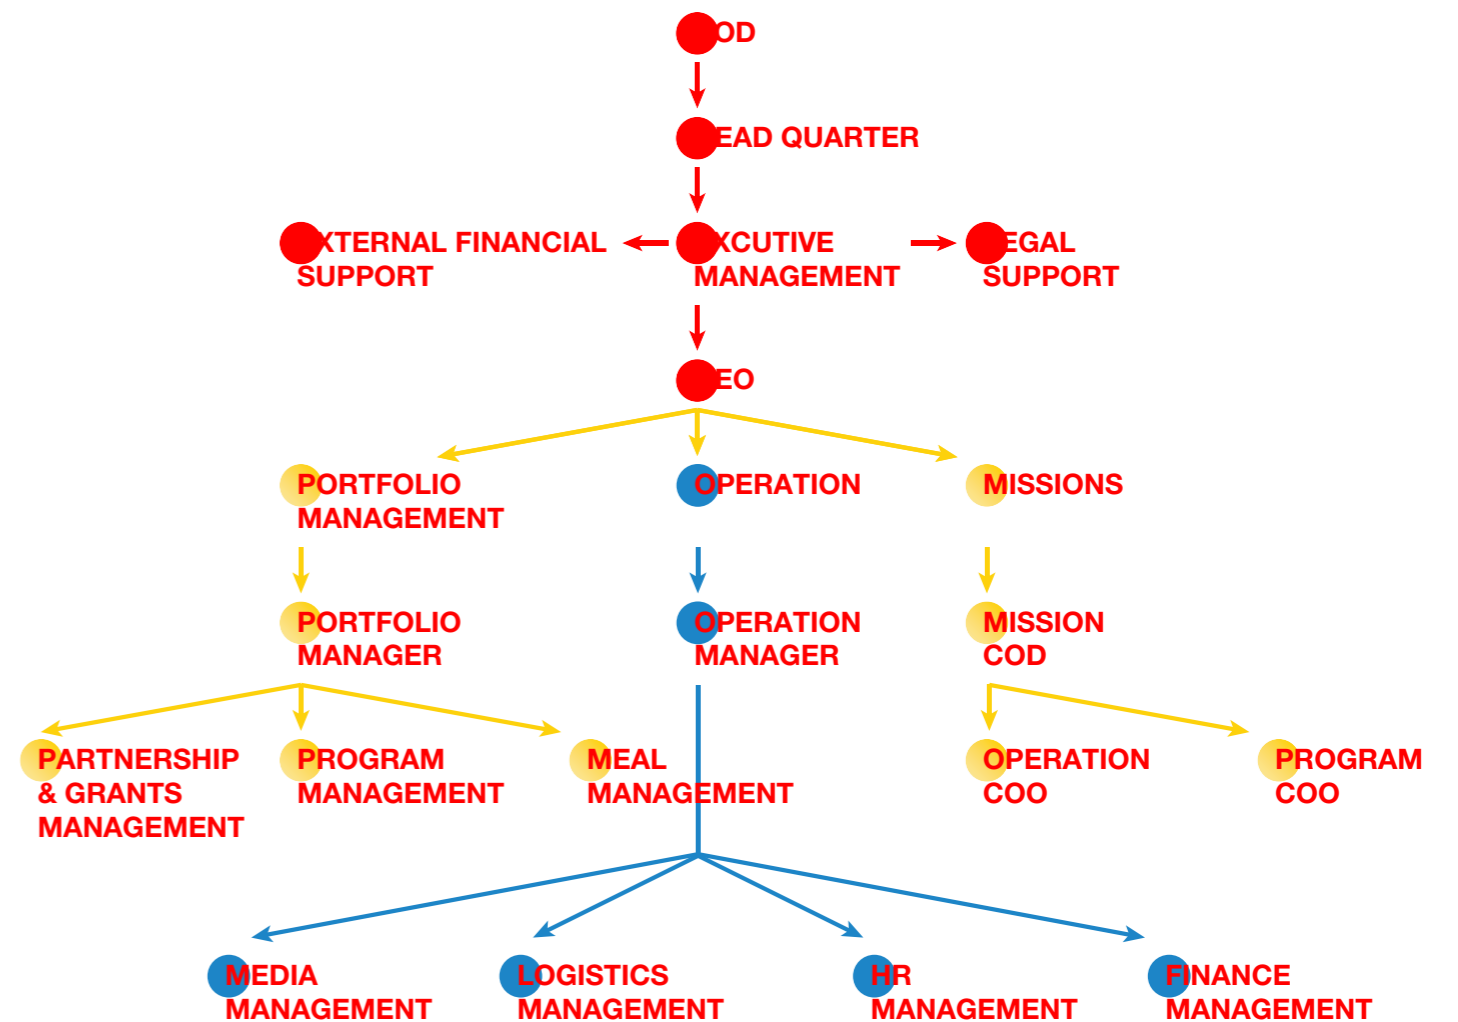 OD
EAD QUARTER
XTERNAL FINANCIAL
SUPPORT
XCUTIVE
MANAGEMENT
EGAL
SUPPORT
EO
PORTFOLIO
MANAGEMENT
OPERATION
MISSIONS
PORTFOLIO
MANAGER
OPERATION
MANAGER
MISSION
COD
PARTNERSHIP
& GRANTS
MANAGEMENT
PROGRAM
MANAGEMENT
MEAL
MANAGEMENT
OPERATION
COO
PROGRAM
COO
MEDIA
MANAGEMENT
LOGISTICS
MANAGEMENT
HR
MANAGEMENT
FINANCE
MANAGEMENT